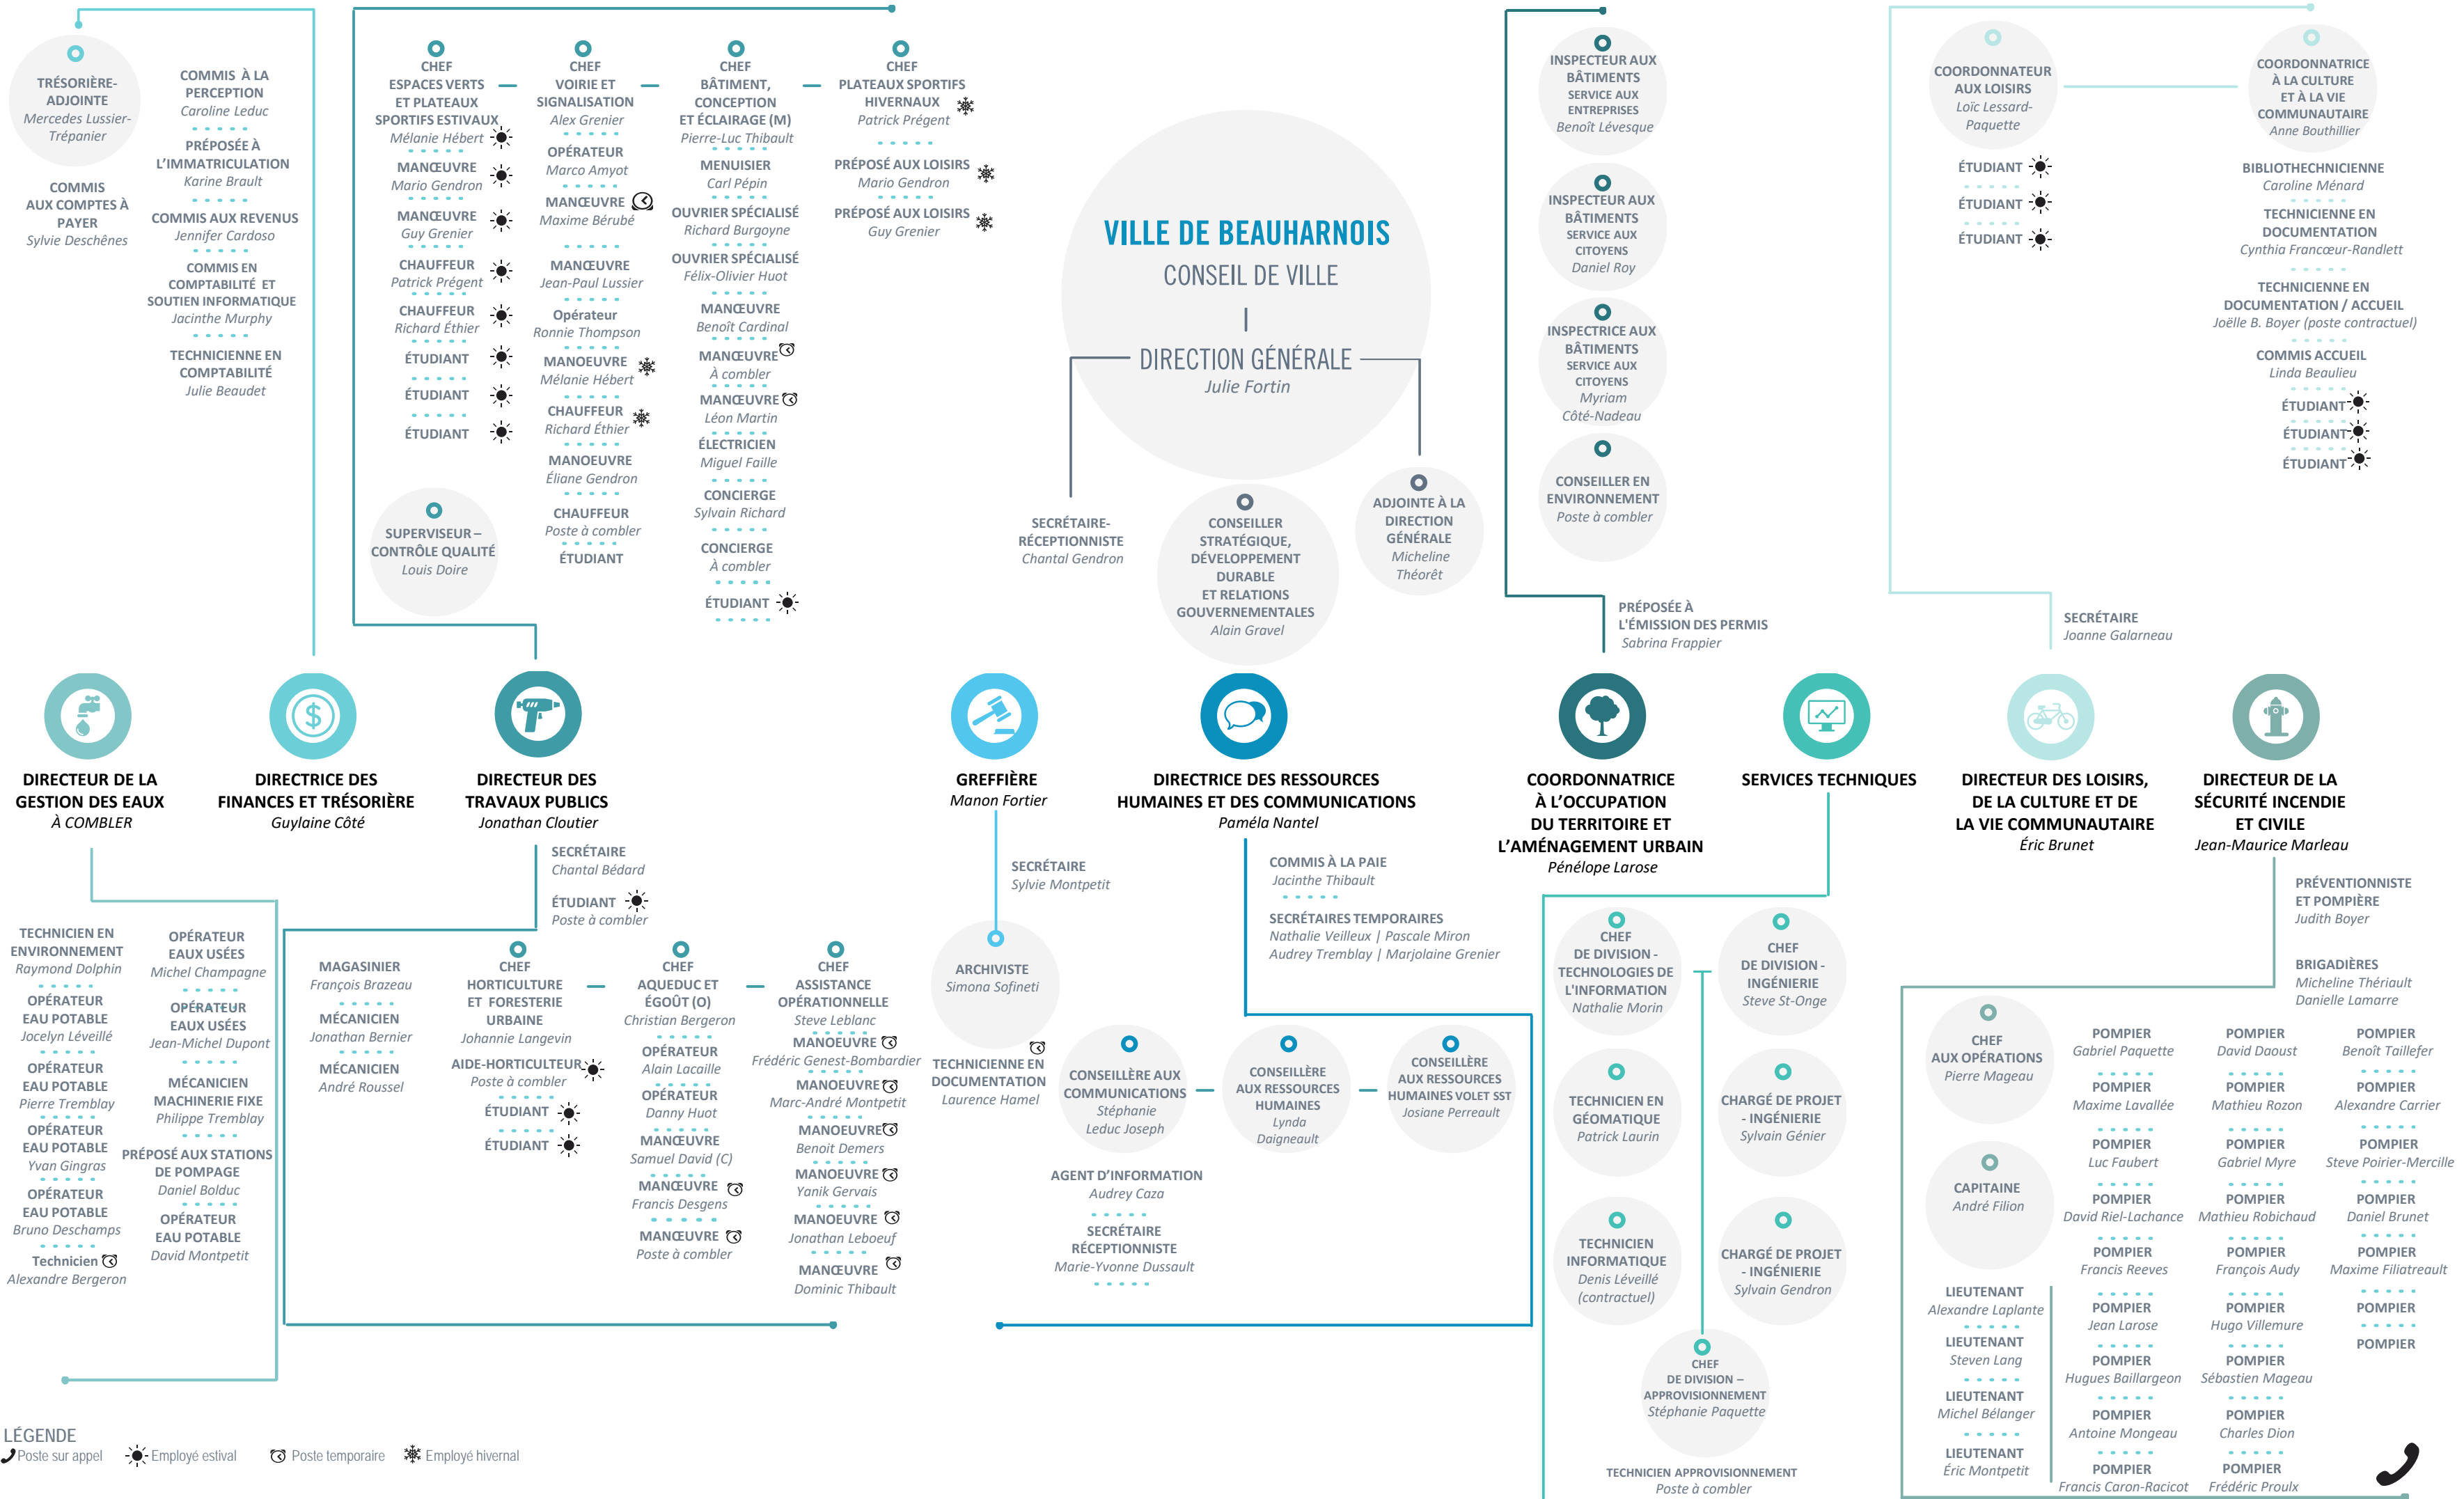 TRÉSORIÈRE-
ADJOINTE
Mercedes Lussier-
Trépanier
COMMIS
AUX COMPTES À
PAYER
Sylvie Deschênes
COMMIS À LA
PERCEPTION
Caroline Leduc
PRÉPOSÉE À
L'IMMATRICULATION
Karine Brault
COMMIS AUX REVENUS
Jennifer Cardoso
COMMIS EN
COMPTABILITÉ ET
SOUTIEN INFORMATIQUE
Jacinthe Murphy
TECHNICIENNE EN
COMPTABILITÉ
Julie Beaudet
CHEF
ESPACES VERTS
ET PLATEAUX
SPORTIFS ESTIVAUX
Mélanie Hébert
MANŒUVRE
Mario Gendron
MANŒUVRE
Guy Grenier
CHAUFFEUR
Patrick Prégent
CHAUFFEUR
Richard Éthier
ÉTUDIANT
ÉTUDIANT
ÉTUDIANT
SUPERVISEUR –
CONTRÔLE QUALITÉ
Louis Doire
CHEF
VOIRIE ET
SIGNALISATION
Alex Grenier
OPÉRATEUR
Marco Amyot
MANŒUVRE
Maxime Bérubé
MANŒUVRE
Jean-Paul Lussier
Opérateur
Ronnie Thompson
MANOEUVRE
Mélanie Hébert
CHAUFFEUR
Richard Éthier
MANOEUVRE
Éliane Gendron
CHAUFFEUR
Poste à combler
ÉTUDIANT
CHEF
BÂTIMENT,
CONCEPTION
ET ÉCLAIRAGE (M)
Pierre-Luc Thibault
MENUISIER
Carl Pépin
OUVRIER SPÉCIALISÉ
Richard Burgoyne
OUVRIER SPÉCIALISÉ
Félix-Olivier Huot
MANŒUVRE
Benoît Cardinal
MANŒUVRE
À combler
MANŒUVRE
Léon Martin
ÉLECTRICIEN
Miguel Faille
CONCIERGE
Sylvain Richard
CONCIERGE
À combler
ÉTUDIANT
CHEF
PLATEAUX SPORTIFS
HIVERNAUX
Patrick Prégent
PRÉPOSÉ AUX LOISIRS
Mario Gendron
PRÉPOSÉ AUX LOISIRS
Guy Grenier
VILLE DE BEAUHARNOIS
CONSEIL DE VILLE
DIRECTION GÉNÉRALE
Julie Fortin
SECRÉTAIRE-
RÉCEPTIONNISTE
Chantal Gendron
CONSEILLER
STRATÉGIQUE,
DÉVELOPPEMENT
DURABLE
ET RELATIONS
GOUVERNEMENTALES
Alain Gravel
ADJOINTE À LA
DIRECTION
GÉNÉRALE
Micheline
Théorêt
INSPECTEUR AUX
BÂTIMENTS
SERVICE AUX
ENTREPRISES
Benoît Lévesque
INSPECTEUR AUX
BÂTIMENTS
SERVICE AUX
CITOYENS
Daniel Roy
INSPECTRICE AUX
BÂTIMENTS
SERVICE AUX
CITOYENS
Myriam
Côté-Nadeau
CONSEILLER EN
ENVIRONNEMENT
Poste à combler
PRÉPOSÉE À
L'ÉMISSION DES PERMIS
Sabrina Frappier
COORDONNATEUR
AUX LOISIRS
Loïc Lessard-
Paquette
ÉTUDIANT
ÉTUDIANT
ÉTUDIANT
COORDONNATRICE
À LA CULTURE
ET À LA VIE
COMMUNAUTAIRE
Anne Bouthillier
BIBLIOTHECHNICIENNE
Caroline Ménard
TECHNICIENNE EN
DOCUMENTATION
Cynthia Francœur-Randlett
TECHNICIENNE EN
DOCUMENTATION / ACCUEIL
Joëlle B. Boyer (poste contractuel)
COMMIS ACCUEIL
Linda Beaulieu
ÉTUDIANT
ÉTUDIANT
ÉTUDIANT
SECRÉTAIRE
Joanne Galarneau
DIRECTEUR DE LA
GESTION DES EAUX
À COMBLER
$
DIRECTRICE DES
FINANCES ET TRÉSORIÈRE
Guylaine Côté
DIRECTEUR DES
TRAVAUX PUBLICS
Jonathan Cloutier
GREFFIÈRE
Manon Fortier
DIRECTRICE DES RESSOURCES
HUMAINES ET DES COMMUNICATIONS
Paméla Nantel
COORDONNATRICE
À L'OCCUPATION
DU TERRITOIRE ET
L'AMÉNAGEMENT URBAIN
Pénélope Larose
SERVICES TECHNIQUES
DIRECTEUR DES LOISIRS,
DE LA CULTURE ET DE
LA VIE COMMUNAUTAIRE
Éric Brunet
DIRECTEUR DE LA
SÉCURITÉ INCENDIE
ET CIVILE
Jean-Maurice Marleau
TECHNICIEN EN
ENVIRONNEMENT
Raymond Dolphin
OPÉRATEUR
EAU POTABLE
Jocelyn Léveillé
OPÉRATEUR
EAU POTABLE
Pierre Tremblay
OPÉRATEUR
EAU POTABLE
Yvan Gingras
OPÉRATEUR
EAU POTABLE
Bruno Deschamps
Technicien
Alexandre Bergeron
OPÉRATEUR
EAUX USÉES
Michel Champagne
OPÉRATEUR
EAUX USÉES
Jean-Michel Dupont
MÉCANICIEN
MACHINERIE FIXE
Philippe Tremblay
PRÉPOSÉ AUX STATIONS
DE POMPAGE
Daniel Bolduc
OPÉRATEUR
EAU POTABLE
David Montpetit
SECRÉTAIRE
Chantal Bédard
ÉTUDIANT
Poste à combler
MAGASINIER
François Brazeau
MÉCANICIEN
Jonathan Bernier
MÉCANICIEN
André Roussel
CHEF
HORTICULTURE
ET FORESTERIE
URBAINE
Johannie Langevin
AIDE-HORTICULTEUR
Poste à combler
ÉTUDIANT
ÉTUDIANT
CHEF
AQUEDUC ET
ÉGOÛT (O)
Christian Bergeron
OPÉRATEUR
Alain Lacaille
OPÉRATEUR
Danny Huot
MANŒUVRE
Samuel David (C)
MANŒUVRE
Francis Desgens
MANŒUVRE
Poste à combler
CHEF
ASSISTANCE
OPÉRATIONNELLE
Steve Leblanc
MANOEUVRE
Frédéric Genest-Bombardier
MANOEUVRE
Marc-André Montpetit
MANOEUVRE
Benoit Demers
MANOEUVRE
Yanik Gervais
MANOEUVRE
Jonathan Leboeuf
MANŒUVRE
Dominic Thibault
SECRÉTAIRE
Sylvie Montpetit
ARCHIVISTE
Simona Sofineti
TECHNICIENNE EN
DOCUMENTATION
Laurence Hamel
COMMIS À LA PAIE
Jacinthe Thibault
SECRÉTAIRES TEMPORAIRES
Nathalie Veilleux | Pascale Miron
Audrey Tremblay | Marjolaine Grenier
CONSEILLÈRE AUX
COMMUNICATIONS
Stéphanie
Leduc Joseph
AGENT D'INFORMATION
Audrey Caza
SECRÉTAIRE
RÉCEPTIONNISTE
Marie-Yvonne Dussault
CONSEILLÈRE
AUX RESSOURCES
HUMAINES
Lynda
Daigneault
CONSEILLÈRE
AUX RESSOURCES
HUMAINES VOLET SST
Josiane Perreault
CHEF
DE DIVISION -
TECHNOLOGIES DE
L'INFORMATION
Nathalie Morin
TECHNICIEN EN
GÉOMATIQUE
Patrick Laurin
TECHNICIEN
INFORMATIQUE
Denis Léveillé
(contractuel)
CHEF
DE DIVISION -
INGÉNIERIE
Steve St-Onge
CHARGÉ DE PROJET
- INGÉNIERIE
Sylvain Génier
CHARGÉ DE PROJET
- INGÉNIERIE
Sylvain Gendron
CHEF
DE DIVISION –
APPROVISIONNEMENT
Stéphanie Paquette
TECHNICIEN APPROVISIONNEMENT
Poste à combler
PRÉVENTIONNISTE
ET POMPIÈRE
Judith Boyer
BRIGADIÈRES
Micheline Thériault
Danielle Lamarre
CHEF
AUX OPÉRATIONS
Pierre Mageau
CAPITAINE
André Filion
LIEUTENANT
Alexandre Laplante
LIEUTENANT
Steven Lang
LIEUTENANT
Michel Bélanger
LIEUTENANT
Éric Montpetit
POMPIER
Gabriel Paquette
POMPIER
Maxime Lavallée
POMPIER
Luc Faubert
POMPIER
David Riel-Lachance
POMPIER
Francis Reeves
POMPIER
Jean Larose
POMPIER
Hugues Baillargeon
POMPIER
Antoine Mongeau
POMPIER
Francis Caron-Racicot
POMPIER
David Daoust
POMPIER
Mathieu Rozon
POMPIER
Gabriel Myre
POMPIER
Mathieu Robichaud
POMPIER
François Audy
POMPIER
Hugo Villemure
POMPIER
Sébastien Mageau
POMPIER
Charles Dion
POMPIER
Frédéric Proulx
POMPIER
Benoît Taillefer
POMPIER
Alexandre Carrier
POMPIER
Steve Poirier-Mercille
POMPIER
Daniel Brunet
POMPIER
Maxime Filiatreault
POMPIER
POMPIER
LÉGENDE
Poste sur appel
Employé estival
Poste temporaire
Employé hivernal